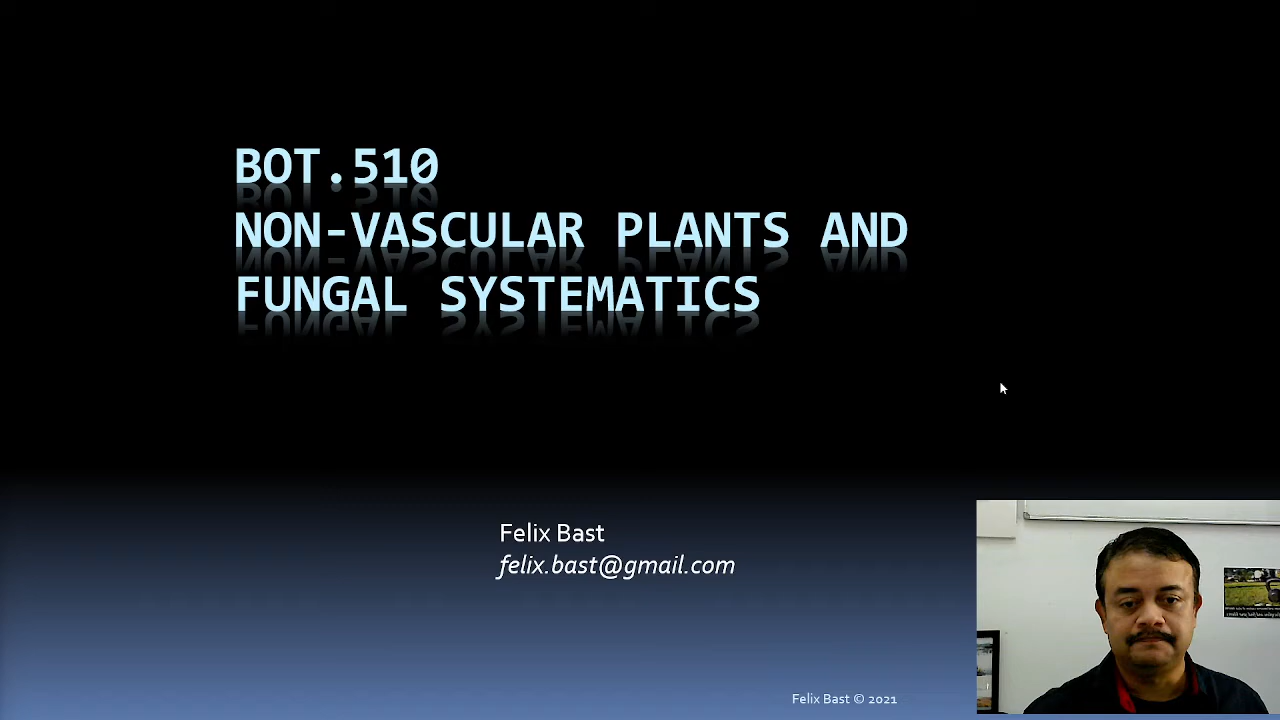 BOT.510
NON-VASCULAR PLANTS AND
FUNGAL SYSTEMATICS
Felix Bast
felix.bast@gmail.com
Felix Bast © 2021